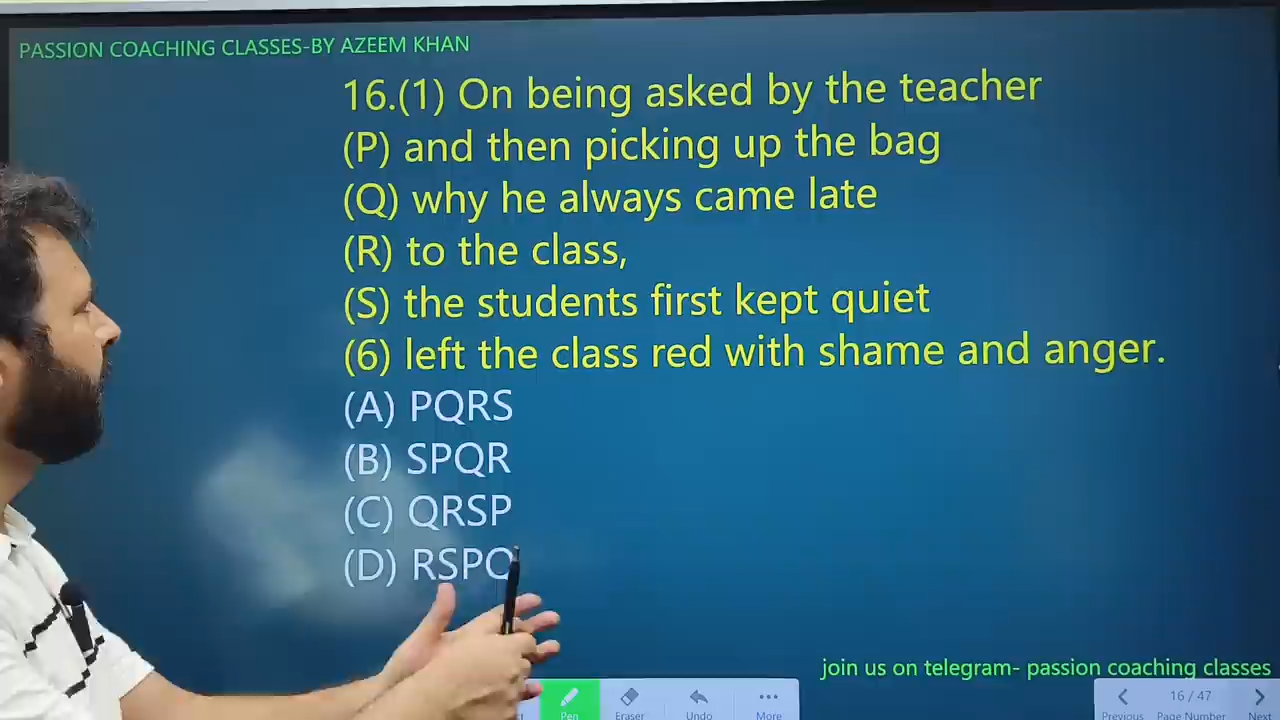 PASSION COACHING CLASSES-BY AZEEM KHAN
16.(1) On being asked by the teacher
(P) and then picking up the bag
(Q) why he always came late
(R) to the class,
(S) the students first kept quiet
(6) left the class red with shame and anger.
(A) PQRS
(B) SPQR
(C) QRSP
(D) RSPQ
join us on telegram- passion coaching classes
Pen Eraser Undo More
16 / 47
Previous Page Number Next